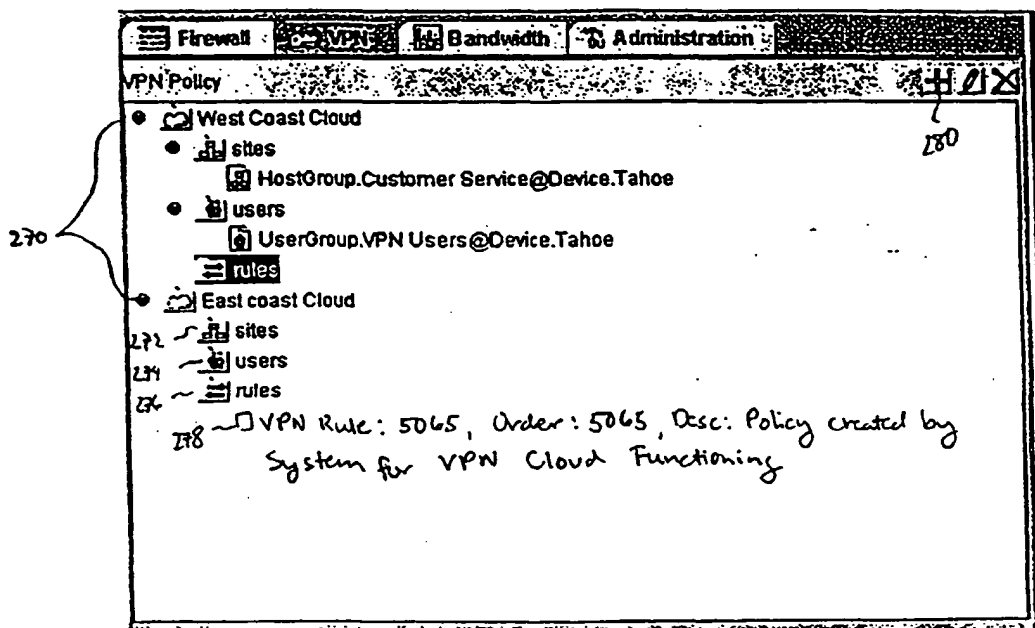 Firewall VPN Bandwidth Administration
VPN Policy
280
West Coast Cloud
sites
HostGroup.Customer Service@Device.Tahoe
users
UserGroup.VPN Users@Device.Tahoe
270
rules
East coast Cloud
272 sites
274 users
276 rules
278 VPN Rule: 5065, Order: 5065, Desc: Policy created by
System for VPN Cloud Functioning